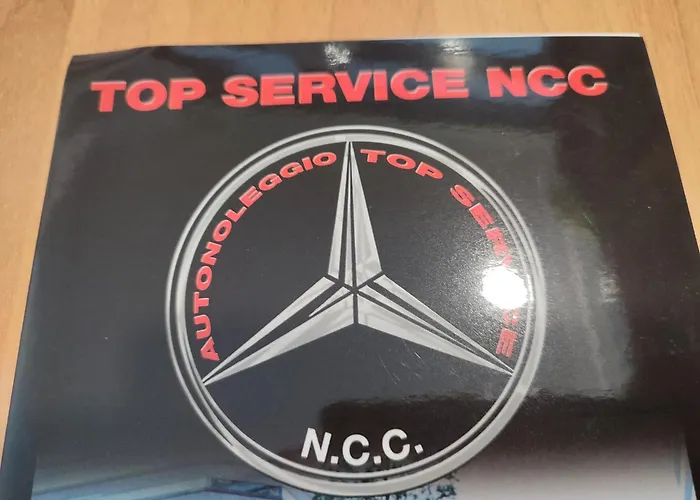 TOP SERVICE NCC
AUTONOLEGGIO TOP SERVICE
N.C.C.